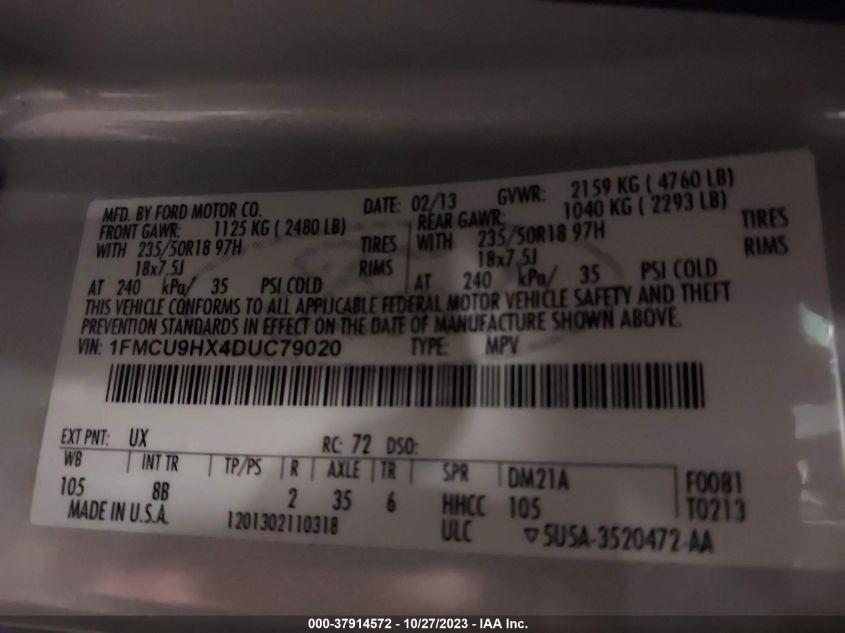 MFD. BY FORD MOTOR CO. DATE: 02/13 GVWR: 2159 KG ( 4760 LB)
FRONT GAWR: 1125 KG ( 2480 LB) REAR GAWR: 1040 KG ( 2293 LB)
WITH 235/50R18 97H TIRES WITH 235/50R18 97H TIRES
18x7.5J RIMS 18x7.5J RIMS
AT 240 kPa/ 35 PSI COLD AT 240 kPa/ 35 PSI COLD
THIS VEHICLE CONFORMS TO ALL APPLICABLE FEDERAL MOTOR VEHICLE SAFETY AND THEFT
PREVENTION STANDARDS IN EFFECT ON THE DATE OF MANUFACTURE SHOWN ABOVE.
VIN: 1FMCU9HX4DUC79020 TYPE: MPV
EXT PNT: UX RC: 72 DSO:
WB INT TR TP/PS R AXLE TR SPR DM21A F0081
105 8B 2 35 6 HHCC 105 T0213
MADE IN U.S.A. 1201302110318 ULC ▽5U5A-3520472-AA
000-37914572 - 10/27/2023 - IAA Inc.